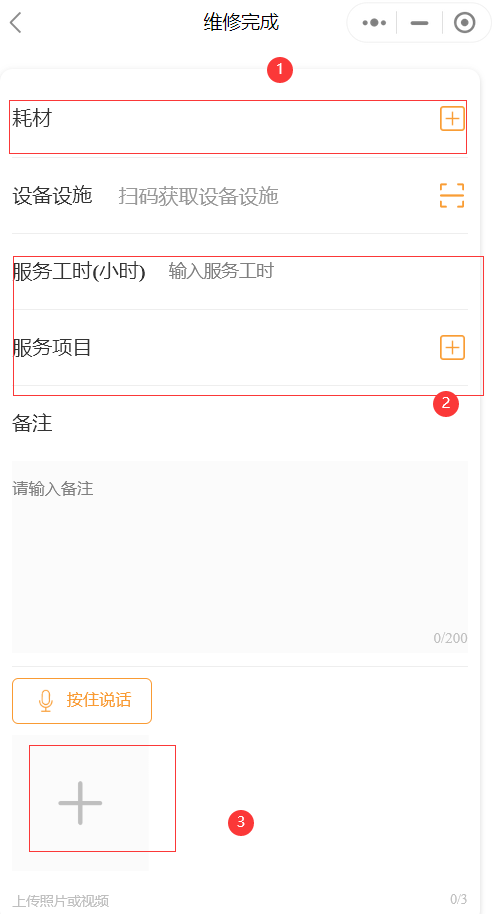 维修完成
1
耗材
设备设施 扫码获取设备设施
服务工时(小时) 输入服务工时
服务项目
2
备注
请输入备注
0/200
按住说话
3
上传照片或视频 0/3